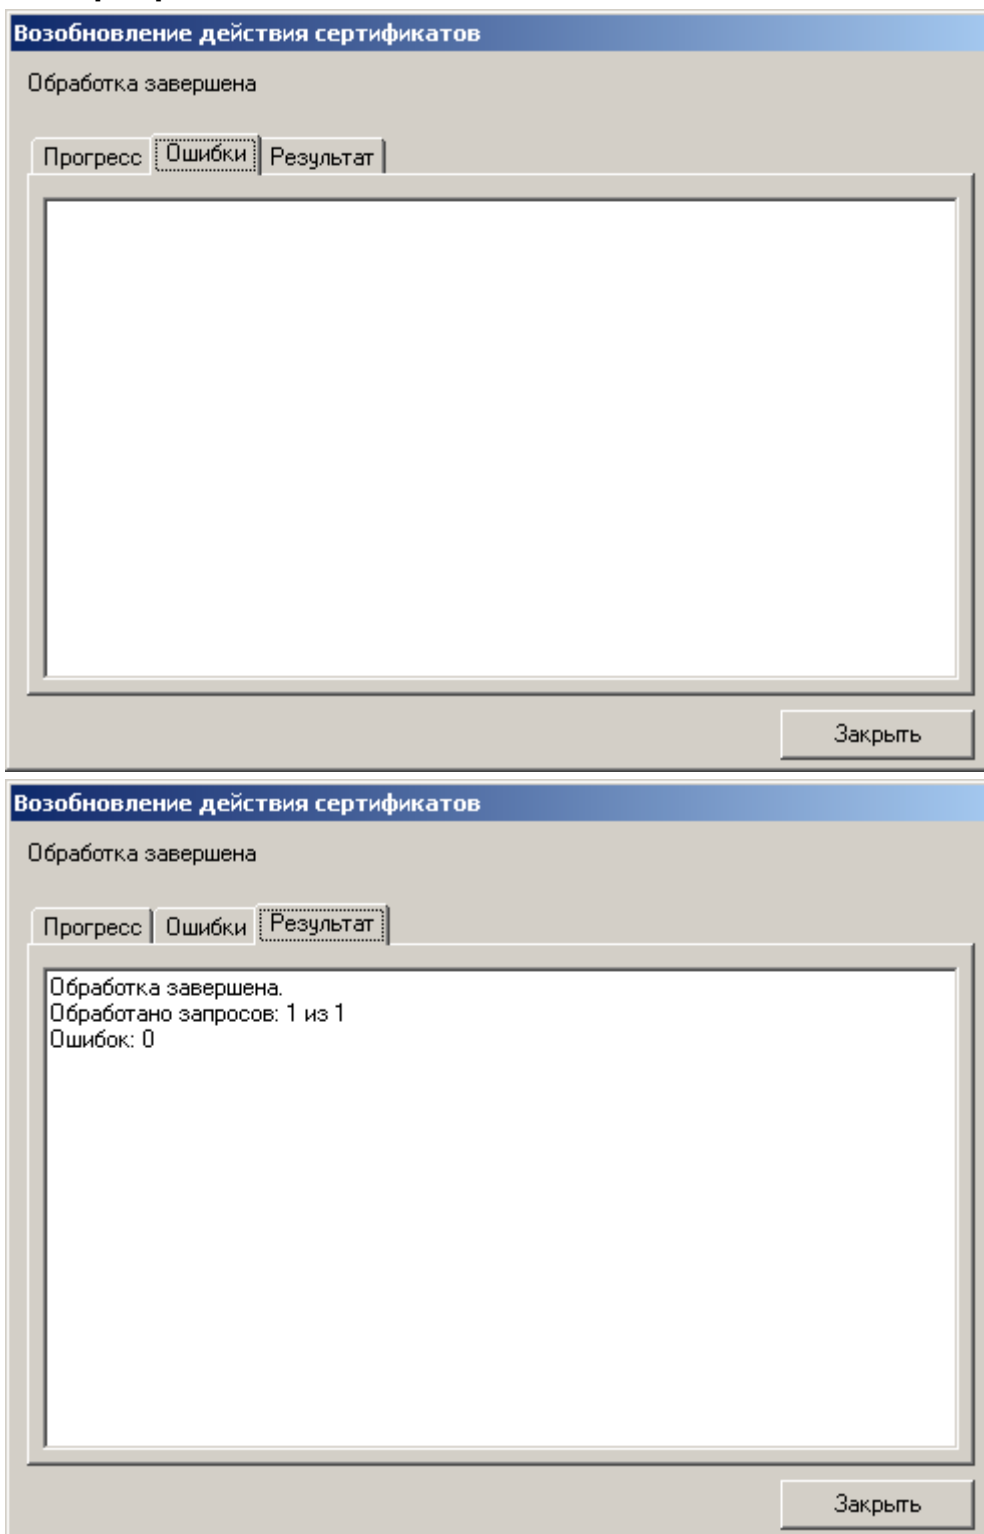 Возобновление действия сертификатов
Обработка завершена
Прогресс Ошибки Результат
Закрыть
Возобновление действия сертификатов
Обработка завершена
Прогресс Ошибки Результат
Обработка завершена.
Обработано запросов: 1 из 1
Ошибок: 0
Закрыть